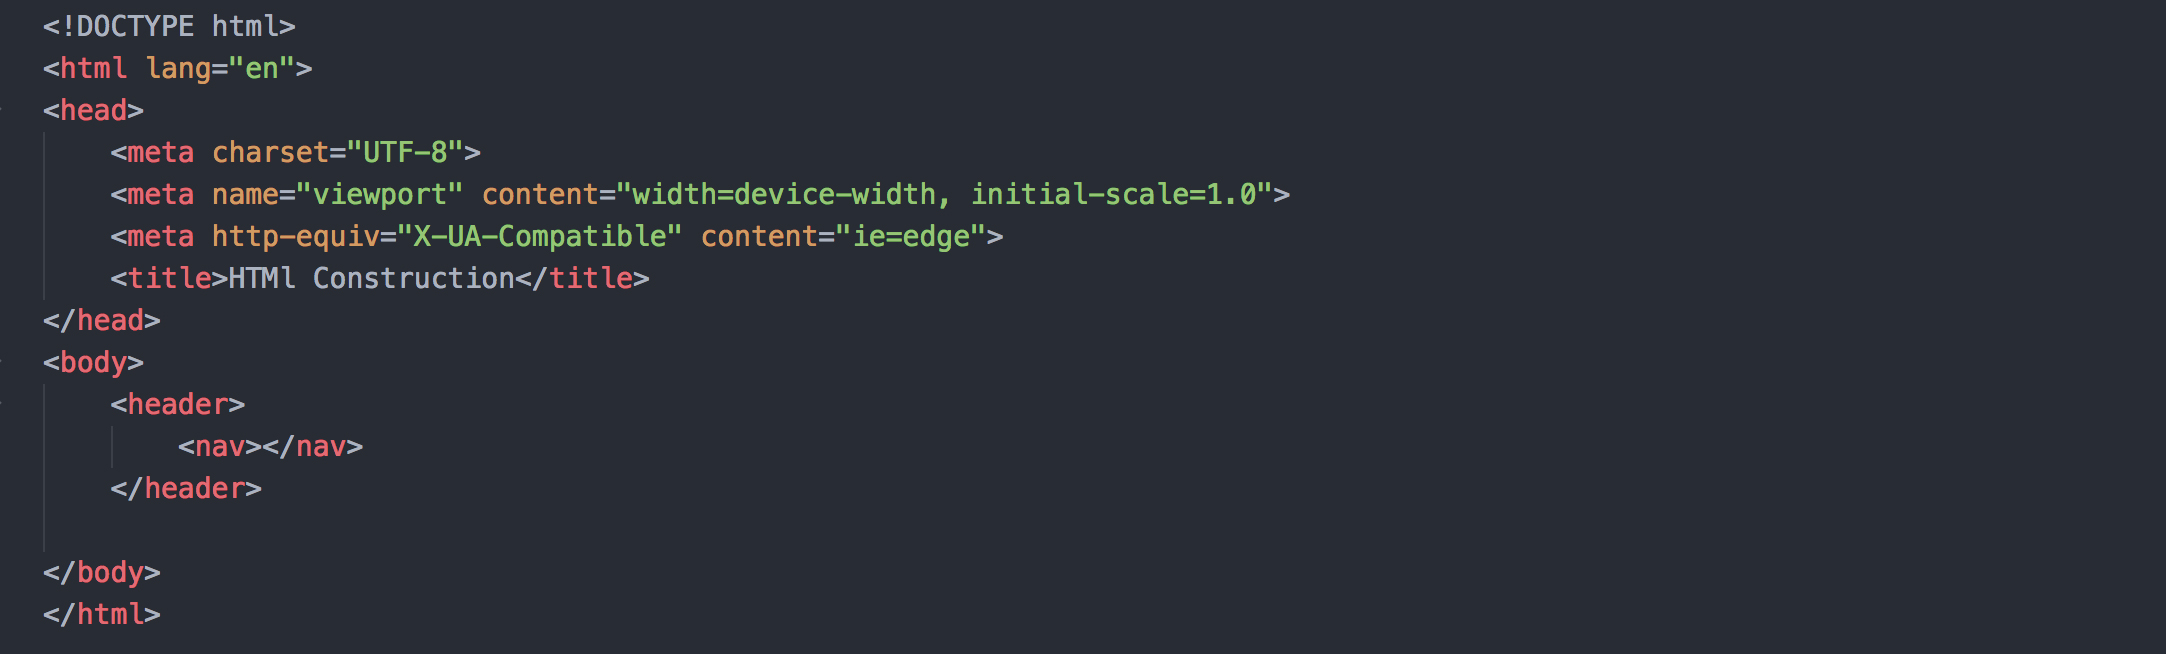 <!DOCTYPE html>
<html lang="en">
<head>
<meta charset="UTF-8">
<meta name="viewport" content="width=device-width, initial-scale=1.0">
<meta http-equiv="X-UA-Compatible" content="ie=edge">
<title>HTMl Construction</title>
</head>
<body>
<header>
<nav></nav>
</header>
</body>
</html>